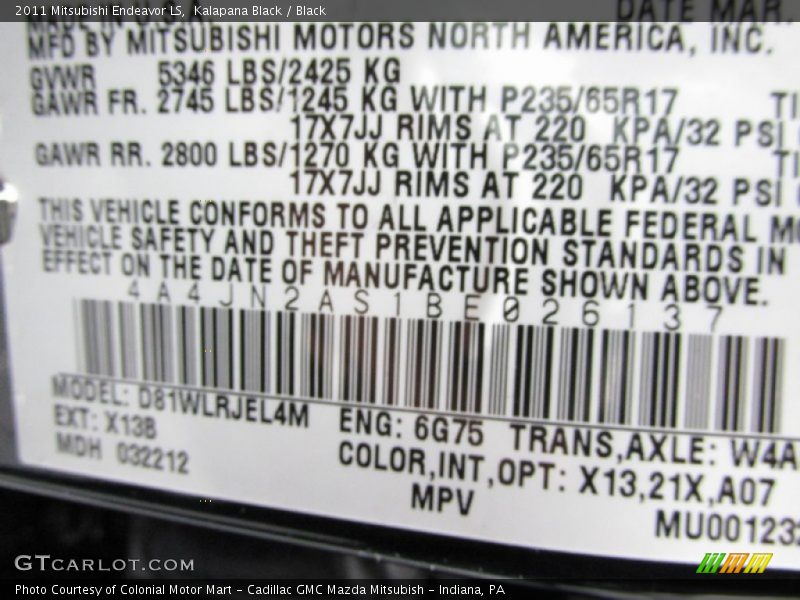 2011 Mitsubishi Endeavor LS, Kalapana Black / Black
DATE MAR.
MFD BY MITSUBISHI MOTORS NORTH AMERICA, INC.
GVWR 5346 LBS/2425 KG
GAWR FR. 2745 LBS/1245 KG WITH P235/65R17 TI
17X7JJ RIMS AT 220 KPA/32 PSI
GAWR RR. 2800 LBS/1270 KG WITH P235/65R17 TI
17X7JJ RIMS AT 220 KPA/32 PSI
THIS VEHICLE CONFORMS TO ALL APPLICABLE FEDERAL MO
VEHICLE SAFETY AND THEFT PREVENTION STANDARDS IN
EFFECT ON THE DATE OF MANUFACTURE SHOWN ABOVE.
4A4JN2AS1BE026137
MODEL: D81WLRJEL4M ENG: 6G75 TRANS,AXLE: W4A
EXT: X13B COLOR,INT,OPT: X13,21X,A07
MDH 032212 MPV
MU001232
GTCARLOT.COM
Photo Courtesy of Colonial Motor Mart - Cadillac GMC Mazda Mitsubish - Indiana, PA